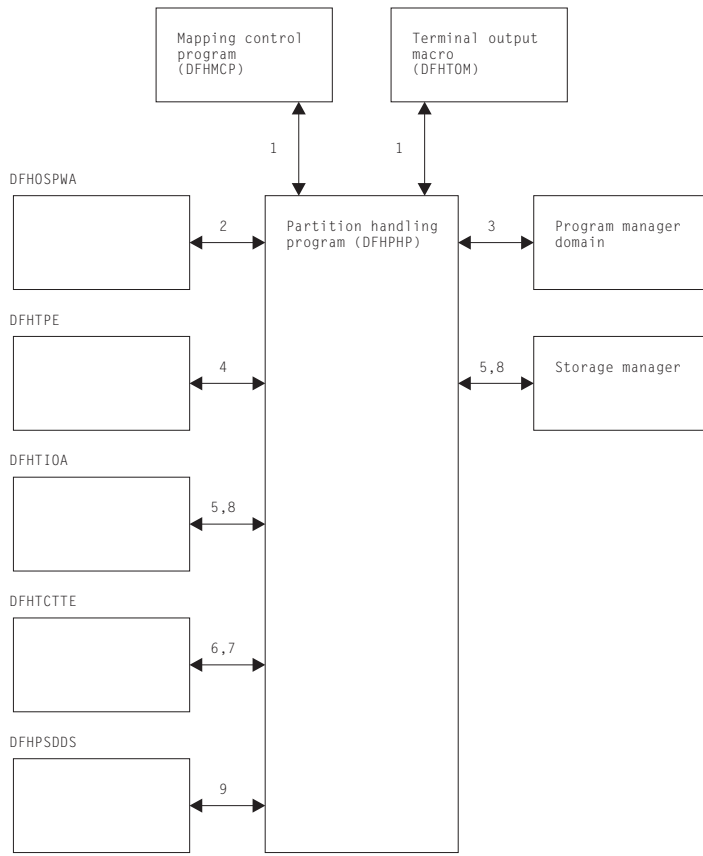 Mapping control
program
(DFHMCP)
Terminal output
macro
(DFHTOM)
1
1
DFHOSPWA
2
Partition handling
program (DFHPHP)
3
Program manager
domain
DFHTPE
4
5,8
Storage manager
DFHTIOA
5,8
DFHTCTTE
6,7
DFHPSDDS
9